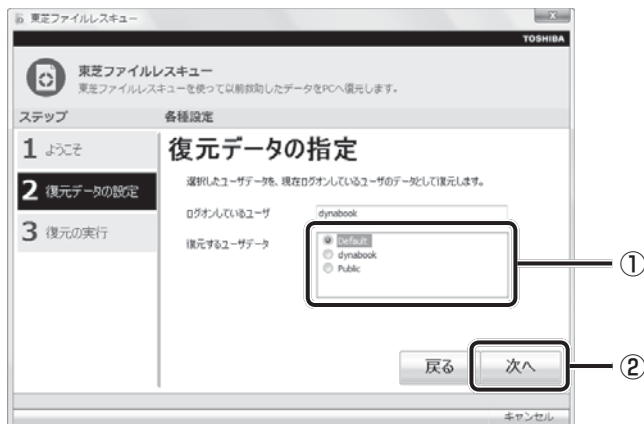 東芝ファイルレスキュー
TOSHIBA
東芝ファイルレスキュー
東芝ファイルレスキューを使って以前救助したデータをPCへ復元します。
ステップ
各種設定
1 ようこそ
2 復元データの設定
3 復元の実行
復元データの指定
選択したユーザデータを、現在ログオンしているユーザのデータとして復元します。
ログオンしているユーザ
dynabook
復元するユーザデータ
Default
dynabook
Public
①
戻る
次へ
②
キャンセル